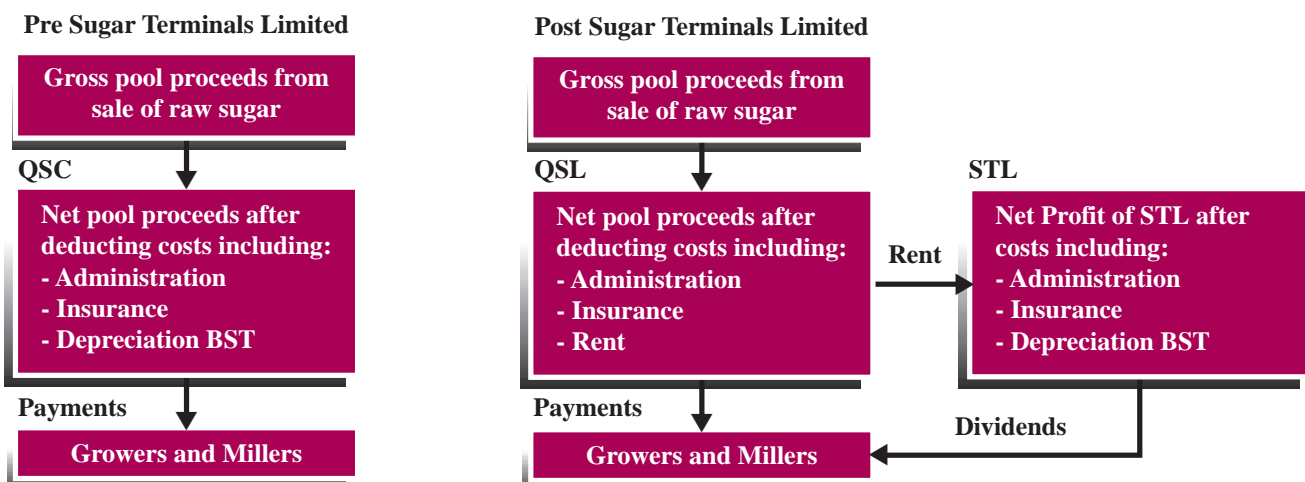 Pre Sugar Terminals Limited
Gross pool proceeds from
sale of raw sugar
QSC
Net pool proceeds after
deducting costs including:
- Administration
- Insurance
- Depreciation BST
Payments
Growers and Millers
Post Sugar Terminals Limited
Gross pool proceeds from
sale of raw sugar
QSL
Net pool proceeds after
deducting costs including:
- Administration
- Insurance
- Rent
Rent
STL
Net Profit of STL after
costs including:
- Administration
- Insurance
- Depreciation BST
Payments
Dividends
Growers and Millers